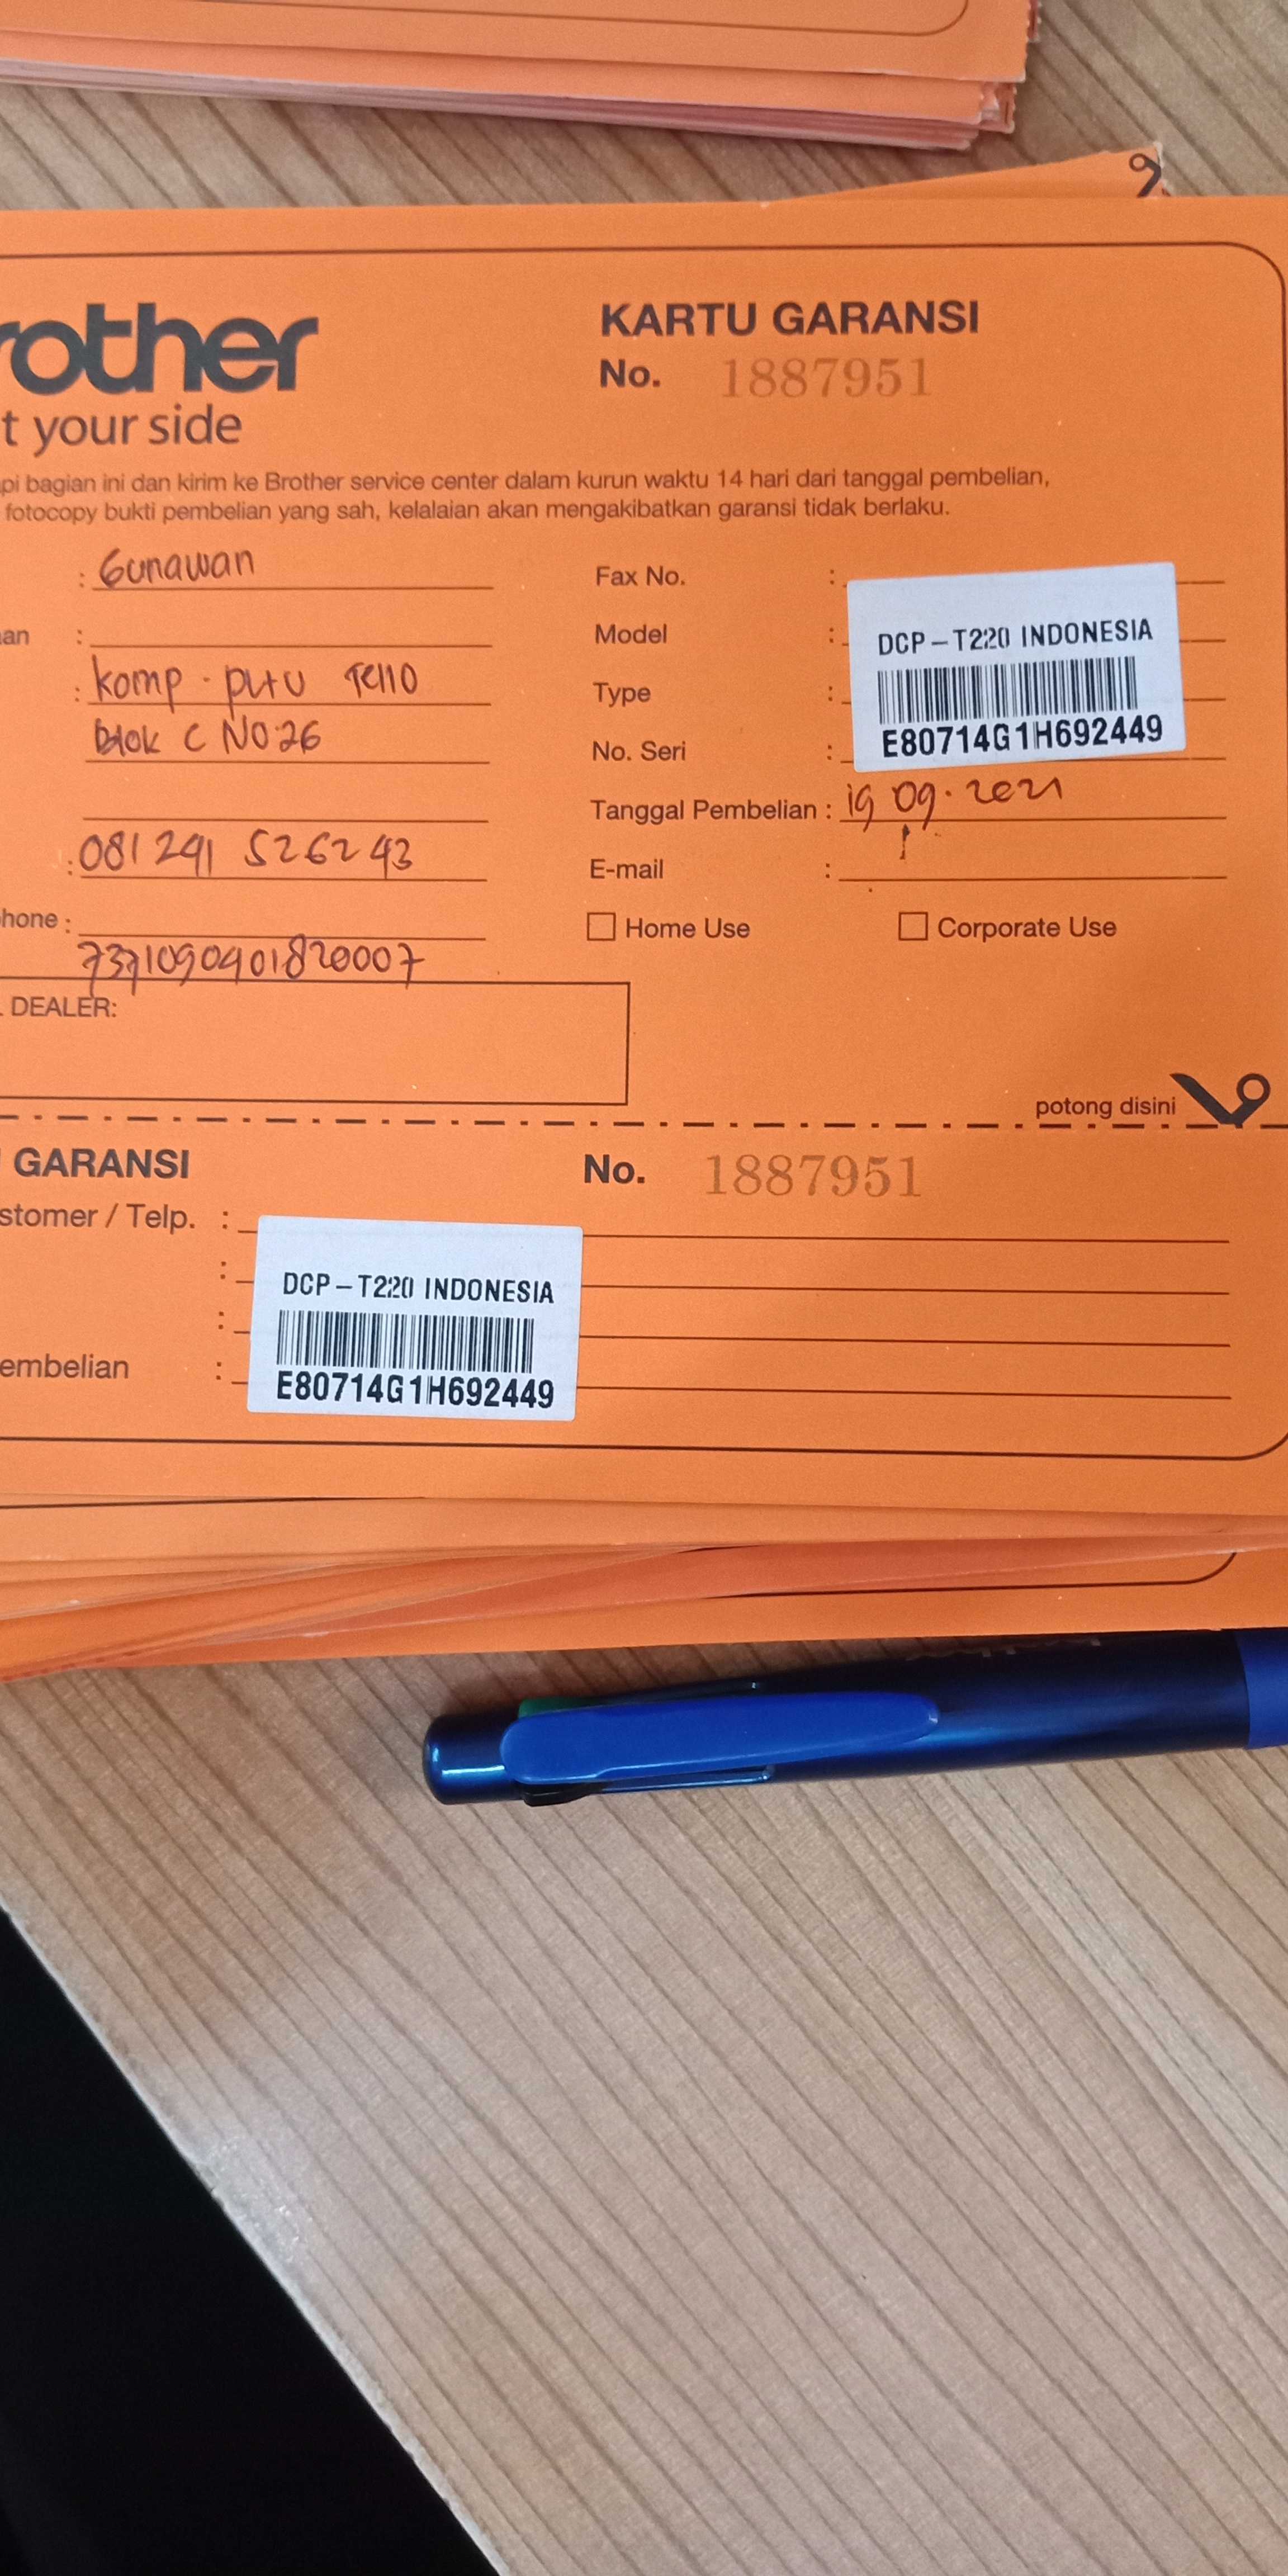 rother
t your side
KARTU GARANSI
No. 1887951
pi bagian ini dan kirim ke Brother service center dalam kurun waktu 14 hari dari tanggal pembelian,
fotocopy bukti pembelian yang sah, kelalaian akan mengakibatkan garansi tidak berlaku.
: Gunawan
an :
: komp. putu Tello
Blok C NO.26
: 081 241 526243
hone :
7371090401820007
DEALER:
Fax No. :
Model :
Type :
No. Seri :
DCP-T220 INDONESIA
E80714G1H692449
Tanggal Pembelian : 19 09. 2021
E-mail :
Home Use
Corporate Use
potong disini
GARANSI
No. 1887951
stomer / Telp. :
:
:
embelian :
DCP-T220 INDONESIA
E80714G1H692449